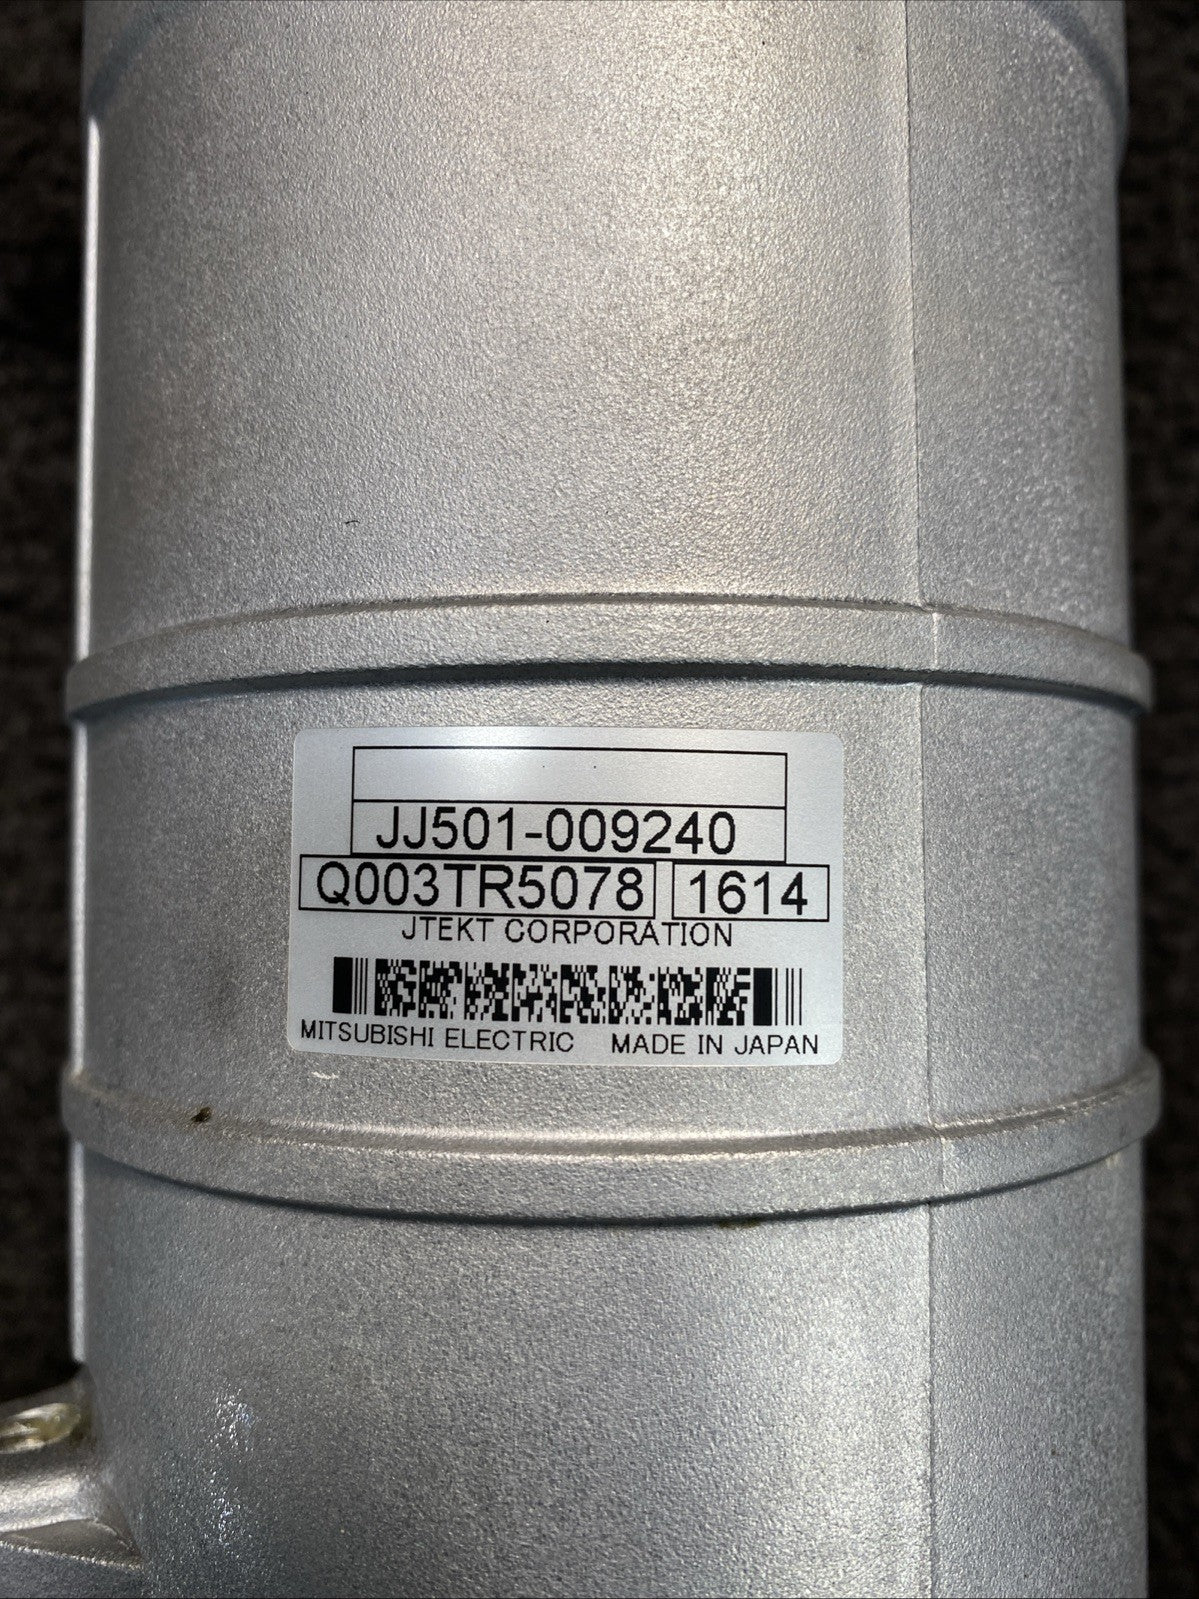 JJ501-009240
Q003TR5078 1614
JTEKT CORPORATION
MITSUBISHI ELECTRIC MADE IN JAPAN